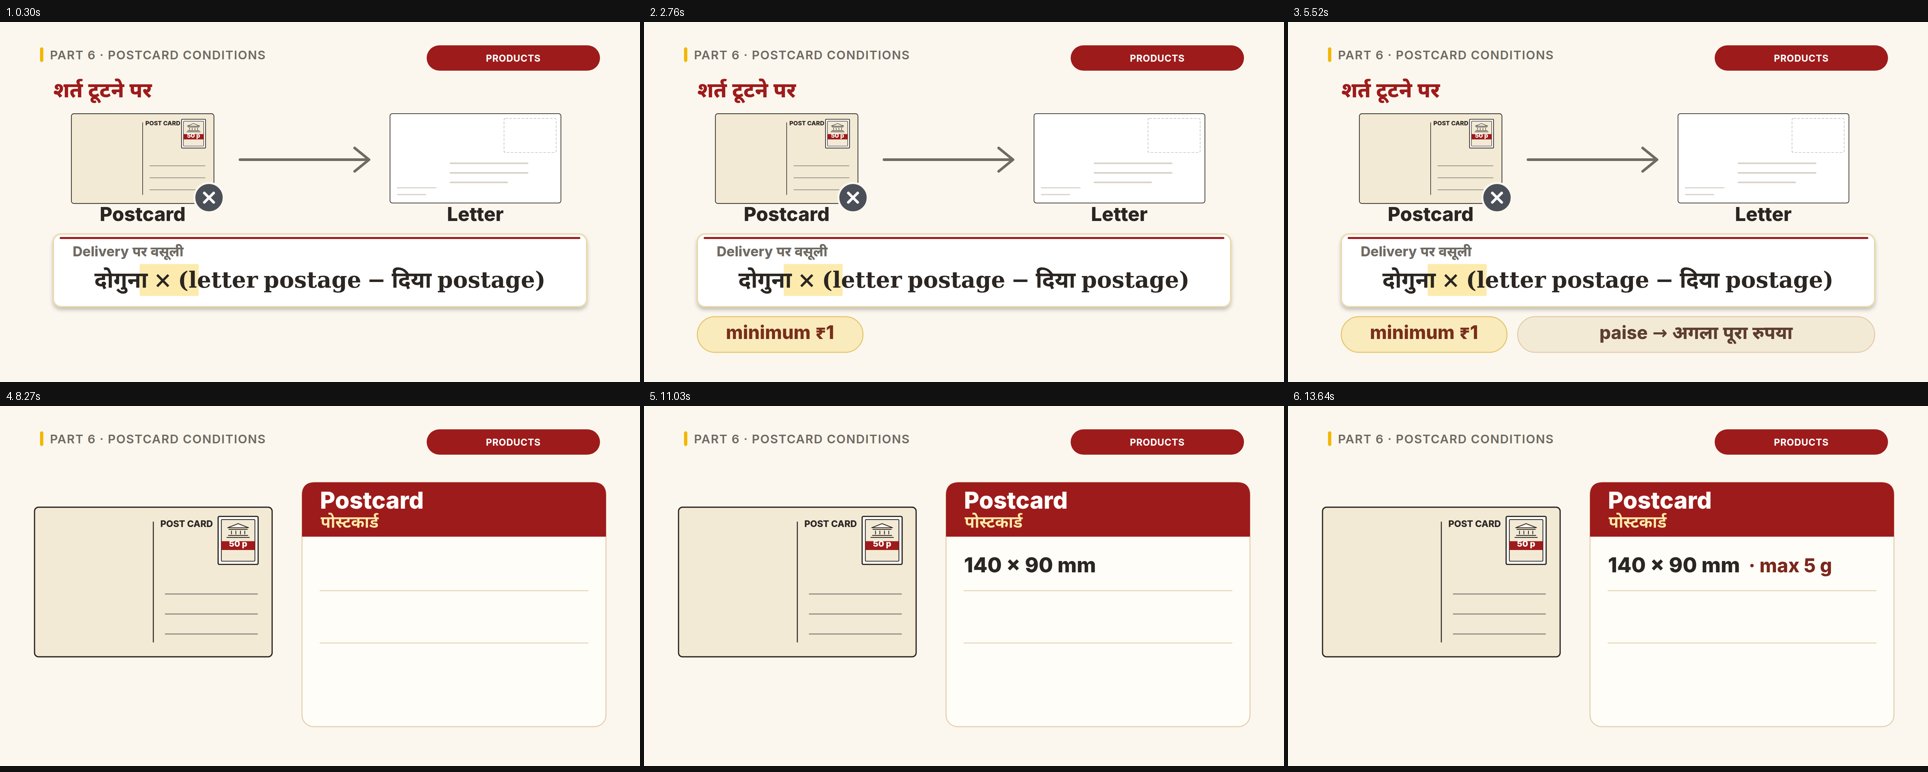 1. 0.30s
PART 6 · POSTCARD CONDITIONS
PRODUCTS
शर्त टूटने पर
POST CARD
50 p
Postcard
Letter
Delivery पर वसूली
दोगुना × (letter postage − दिया postage)
2. 2.76s
PART 6 · POSTCARD CONDITIONS
PRODUCTS
शर्त टूटने पर
POST CARD
50 p
Postcard
Letter
Delivery पर वसूली
दोगुना × (letter postage − दिया postage)
minimum ₹1
3. 5.52s
PART 6 · POSTCARD CONDITIONS
PRODUCTS
शर्त टूटने पर
POST CARD
50 p
Postcard
Letter
Delivery पर वसूली
दोगुना × (letter postage − दिया postage)
minimum ₹1
paise → अगला पूरा रुपया
4. 8.27s
PART 6 · POSTCARD CONDITIONS
PRODUCTS
POST CARD
50 p
Postcard
पोस्टकार्ड
5. 11.03s
PART 6 · POSTCARD CONDITIONS
PRODUCTS
POST CARD
50 p
Postcard
पोस्टकार्ड
140 × 90 mm
6. 13.64s
PART 6 · POSTCARD CONDITIONS
PRODUCTS
POST CARD
50 p
Postcard
पोस्टकार्ड
140 × 90 mm · max 5 g